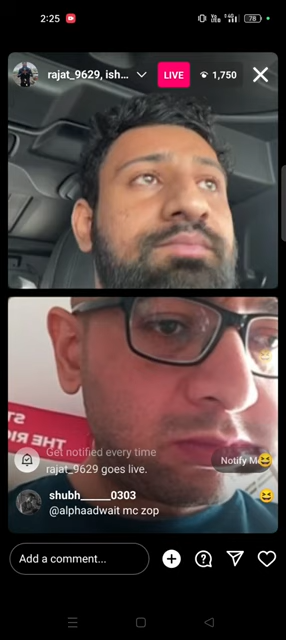 2:25
78
rajat_9629, ish...
LIVE
1,750
Get notified every time
rajat_9629 goes live.
Notify Me
shubh______0303
@alphaadwait mc zop
Add a comment...